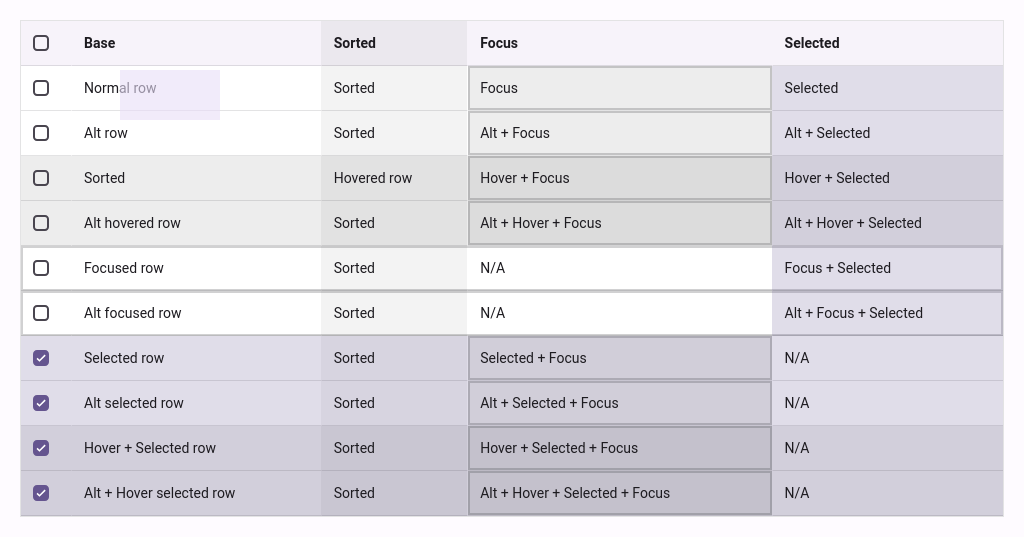 Base Sorted Focus Selected
Normal row Sorted Focus Selected
Alt row Sorted Alt + Focus Alt + Selected
Sorted Hovered row Hover + Focus Hover + Selected
Alt hovered row Sorted Alt + Hover + Focus Alt + Hover + Selected
Focused row Sorted N/A Focus + Selected
Alt focused row Sorted N/A Alt + Focus + Selected
Selected row Sorted Selected + Focus N/A
Alt selected row Sorted Alt + Selected + Focus N/A
Hover + Selected row Sorted Hover + Selected + Focus N/A
Alt + Hover selected row Sorted Alt + Hover + Selected + Focus N/A